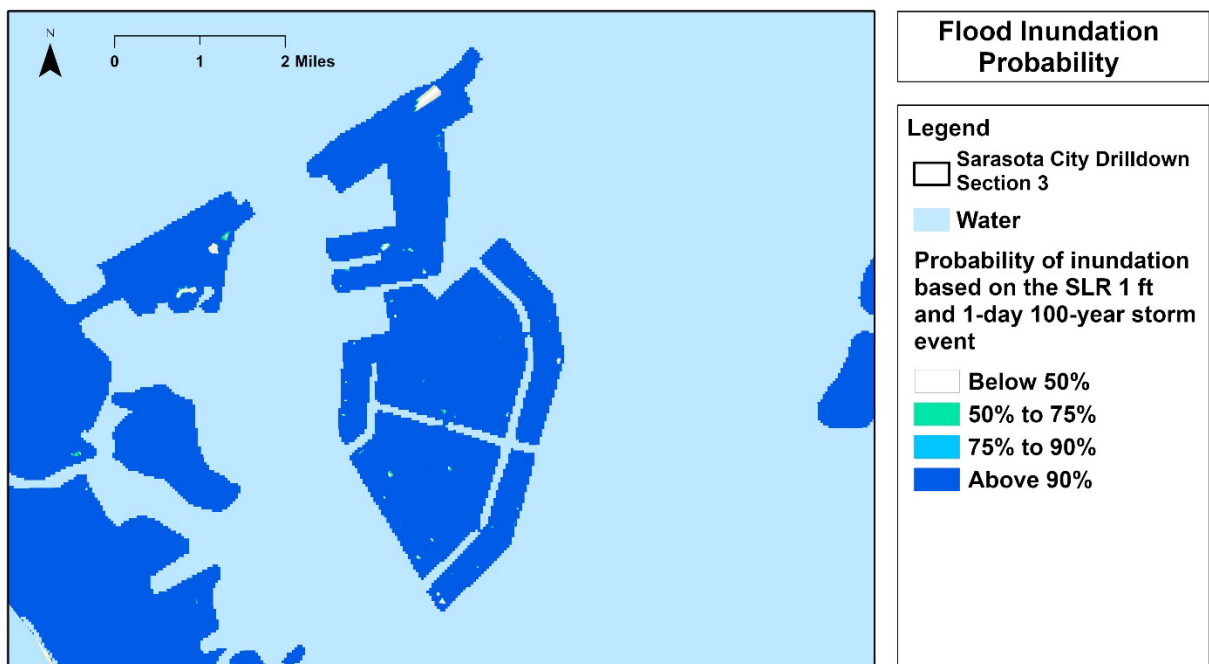 N
0 1 2 Miles
Flood Inundation
Probability
Legend
Sarasota City Drilldown
Section 3
Water
Probability of inundation
based on the SLR 1 ft
and 1-day 100-year storm
event
Below 50%
50% to 75%
75% to 90%
Above 90%